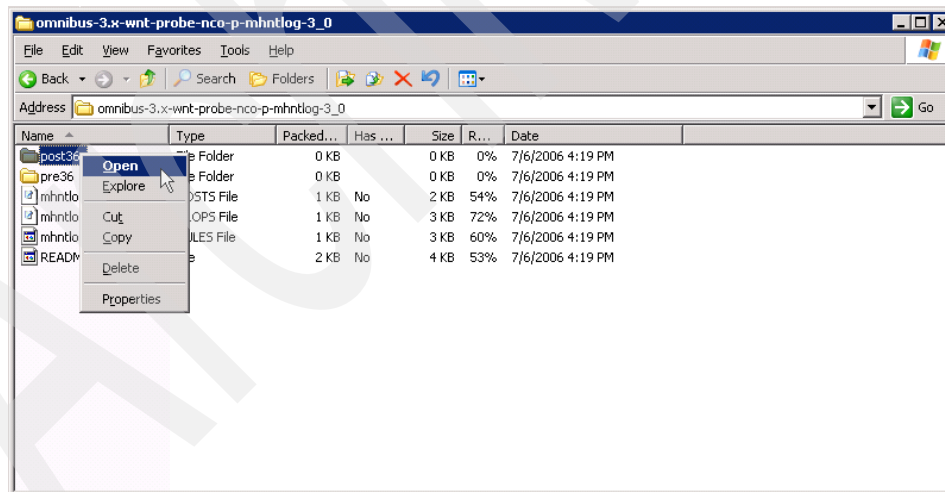 omnibus-3.x-wnt-probe-nco-p-mhntlog-3_0
File Edit View Favorites Tools Help
Back Search Folders
Address omnibus-3.x-wnt-probe-nco-p-mhntlog-3_0 Go
Name Type Packed... Has ... Size R... Date
post36 File Folder 0 KB 0 KB 0% 7/6/2006 4:19 PM
pre36 e Folder 0 KB 0 KB 0% 7/6/2006 4:19 PM
mhntlo OSTS File 1 KB No 2 KB 54% 7/6/2006 4:19 PM
mhntlo OPS File 1 KB No 3 KB 72% 7/6/2006 4:19 PM
mhntlo ULES File 1 KB No 3 KB 60% 7/6/2006 4:19 PM
READM e 2 KB No 4 KB 53% 7/6/2006 4:19 PM
Open
Explore
Cut
Copy
Delete
Properties